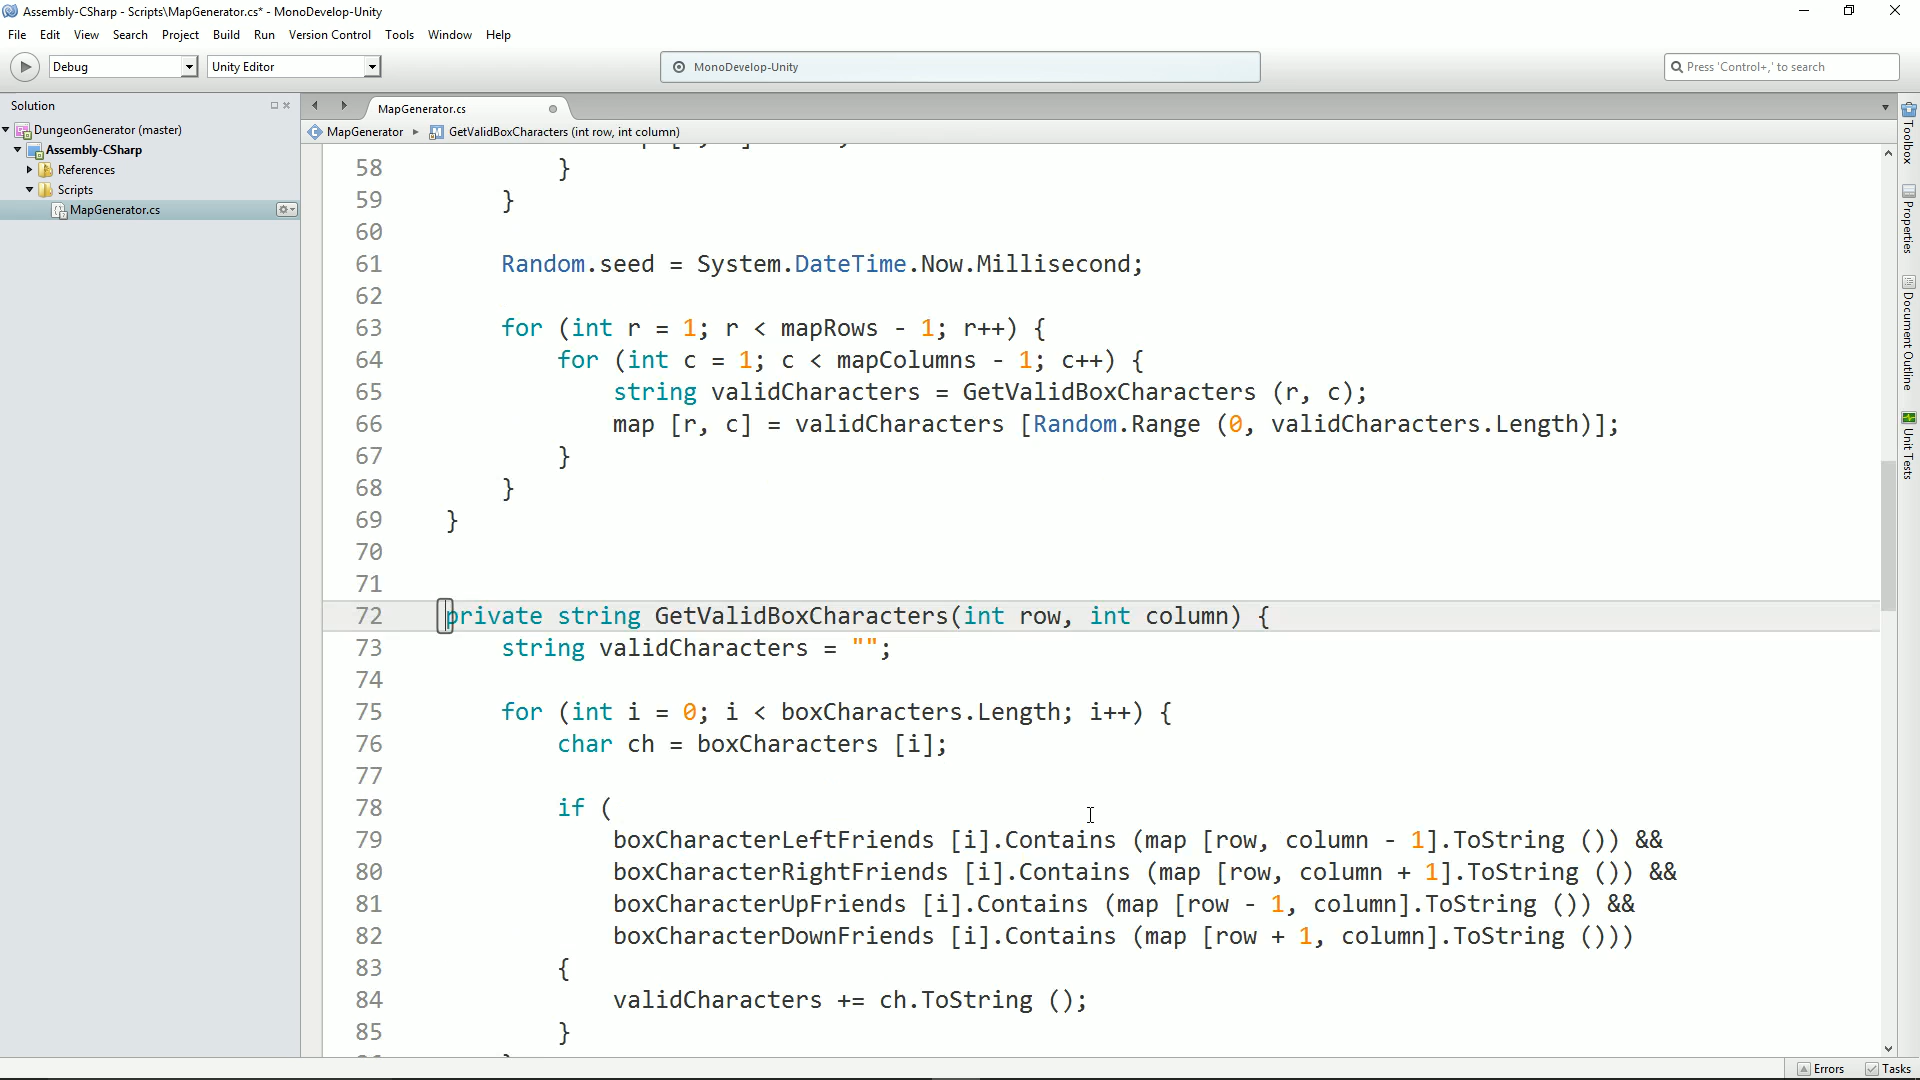 Assembly-CSharp - Scripts\MapGenerator.cs* - MonoDevelop-Unity
File Edit View Search Project Build Run Version Control Tools Window Help
Debug Unity Editor MonoDevelop-Unity Press 'Control+,' to search
Solution
DungeonGenerator (master)
Assembly-CSharp
References
Scripts
MapGenerator.cs
MapGenerator.cs
MapGenerator GetValidBoxCharacters (int row, int column)
58 }
59 }
60
61 Random.seed = System.DateTime.Now.Millisecond;
62
63 for (int r = 1; r < mapRows - 1; r++) {
64 for (int c = 1; c < mapColumns - 1; c++) {
65 string validCharacters = GetValidBoxCharacters (r, c);
66 map [r, c] = validCharacters [Random.Range (0, validCharacters.Length)];
67 }
68 }
69 }
70
71
72 private string GetValidBoxCharacters(int row, int column) {
73 string validCharacters = "";
74
75 for (int i = 0; i < boxCharacters.Length; i++) {
76 char ch = boxCharacters [i];
77
78 if (
79 boxCharacterLeftFriends [i].Contains (map [row, column - 1].ToString ()) &&
80 boxCharacterRightFriends [i].Contains (map [row, column + 1].ToString ()) &&
81 boxCharacterUpFriends [i].Contains (map [row - 1, column].ToString ()) &&
82 boxCharacterDownFriends [i].Contains (map [row + 1, column].ToString ()))
83 {
84 validCharacters += ch.ToString ();
85 }
Toolbox
Properties
Document Outline
Unit Tests
Errors Tasks